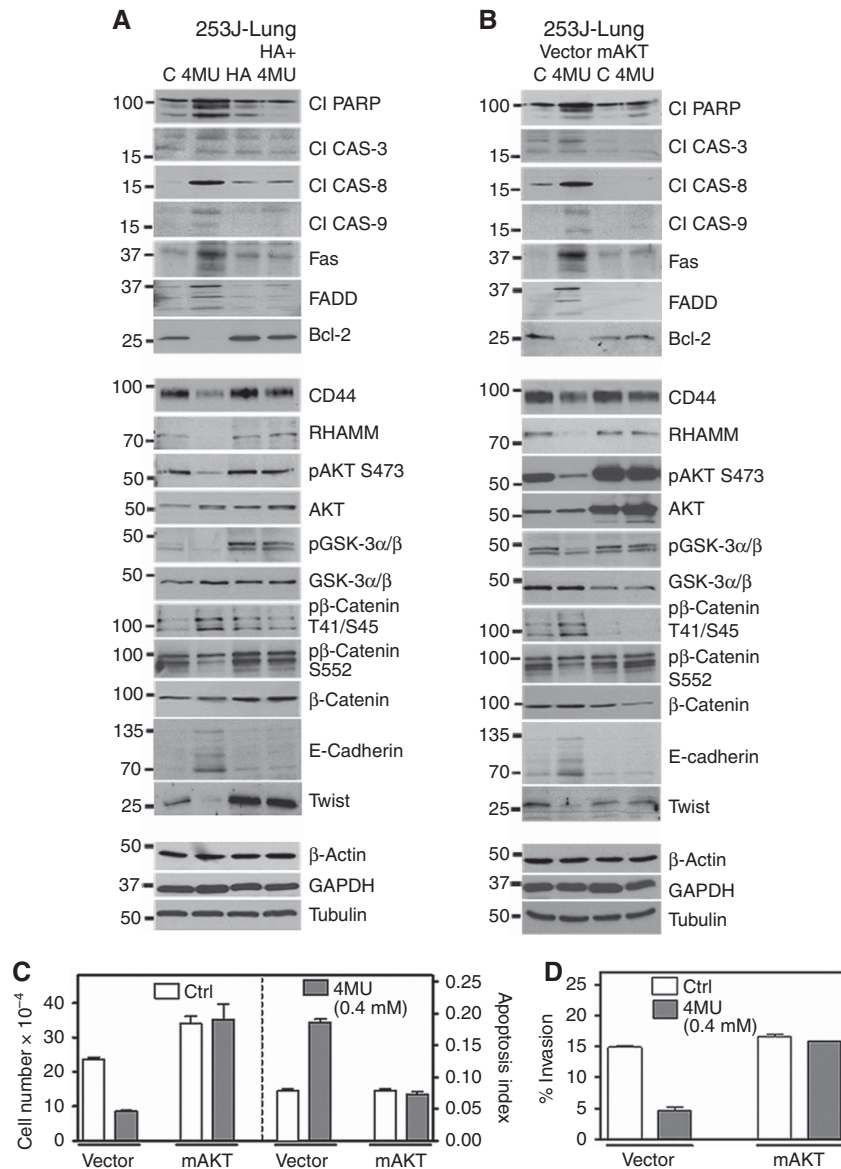 A
253J-Lung
HA+
C 4MU HA 4MU
100 CI PARP
15 CI CAS-3
15 CI CAS-8
15 CI CAS-9
37 Fas
37 FADD
25 Bcl-2
100 CD44
70 RHAMM
50 pAKT S473
50 AKT
50 pGSK-3α/β
50 GSK-3α/β
pβ-Catenin
100 T41/S45
100 pβ-Catenin
S552
100 β-Catenin
135
E-Cadherin
70
25 Twist
50 β-Actin
37 GAPDH
50 Tubulin
B
253J-Lung
Vector mAKT
C 4MU C 4MU
100 CI PARP
15 CI CAS-3
15 CI CAS-8
15 CI CAS-9
37 Fas
37 FADD
25 Bcl-2
100 CD44
70 RHAMM
50 pAKT S473
50 AKT
50 pGSK-3α/β
50 GSK-3α/β
pβ-Catenin
100 T41/S45
100 pβ-Catenin
S552
100 β-Catenin
135
E-cadherin
70
25 Twist
50 β-Actin
37 GAPDH
50 Tubulin
C
Cell number × 10⁻⁴
40
30
20
10
0
Ctrl
4MU
(0.4 mM)
0.25
0.20
0.15
0.10
0.05
0.00
Apoptosis index
Vector mAKT Vector mAKT
D
% Invasion
25
20
15
10
5
0
Ctrl
4MU
(0.4 mM)
Vector mAKT